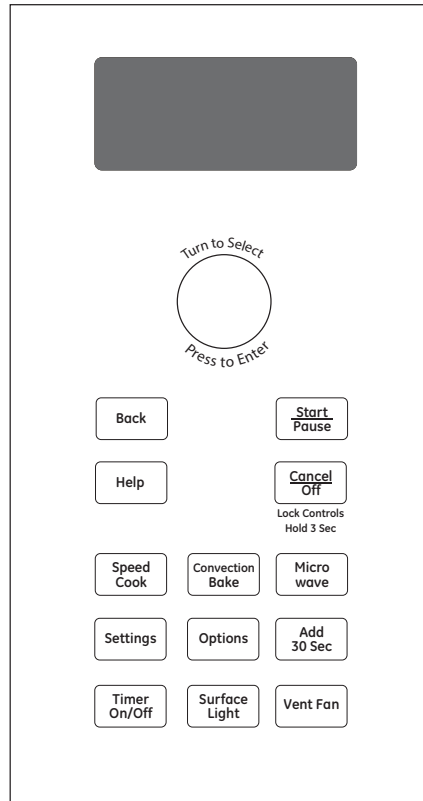 Turn to Select
Press to Enter
Back
Start
Pause
Help
Cancel
Off
Lock Controls
Hold 3 Sec
Speed
Cook
Convection
Bake
Micro
wave
Settings
Options
Add
30 Sec
Timer
On/Off
Surface
Light
Vent Fan